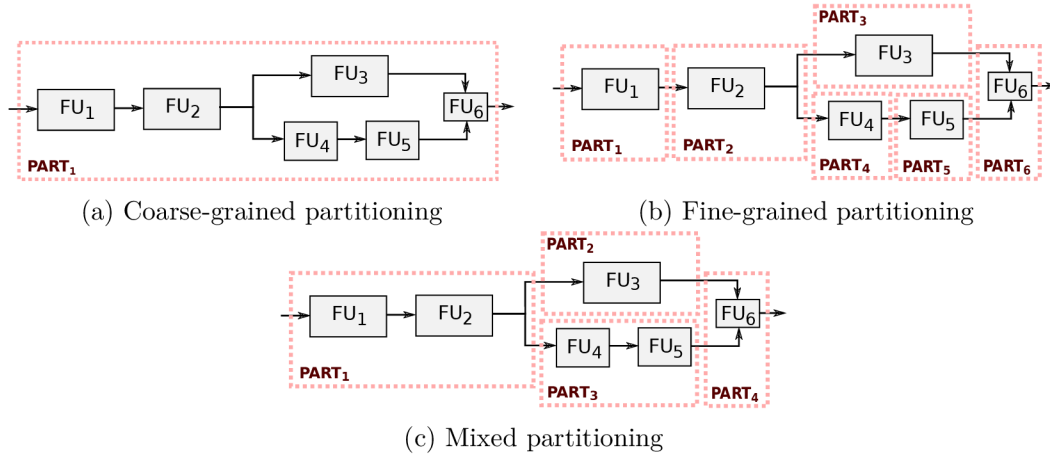 FU1
FU2
FU3
FU4
FU5
FU6
PART1
(a) Coarse-grained partitioning
PART3
FU1
FU2
FU3
FU4
FU5
FU6
PART1
PART2
PART4
PART5
PART6
(b) Fine-grained partitioning
PART2
FU1
FU2
FU3
FU4
FU5
FU6
PART1
PART3
PART4
(c) Mixed partitioning